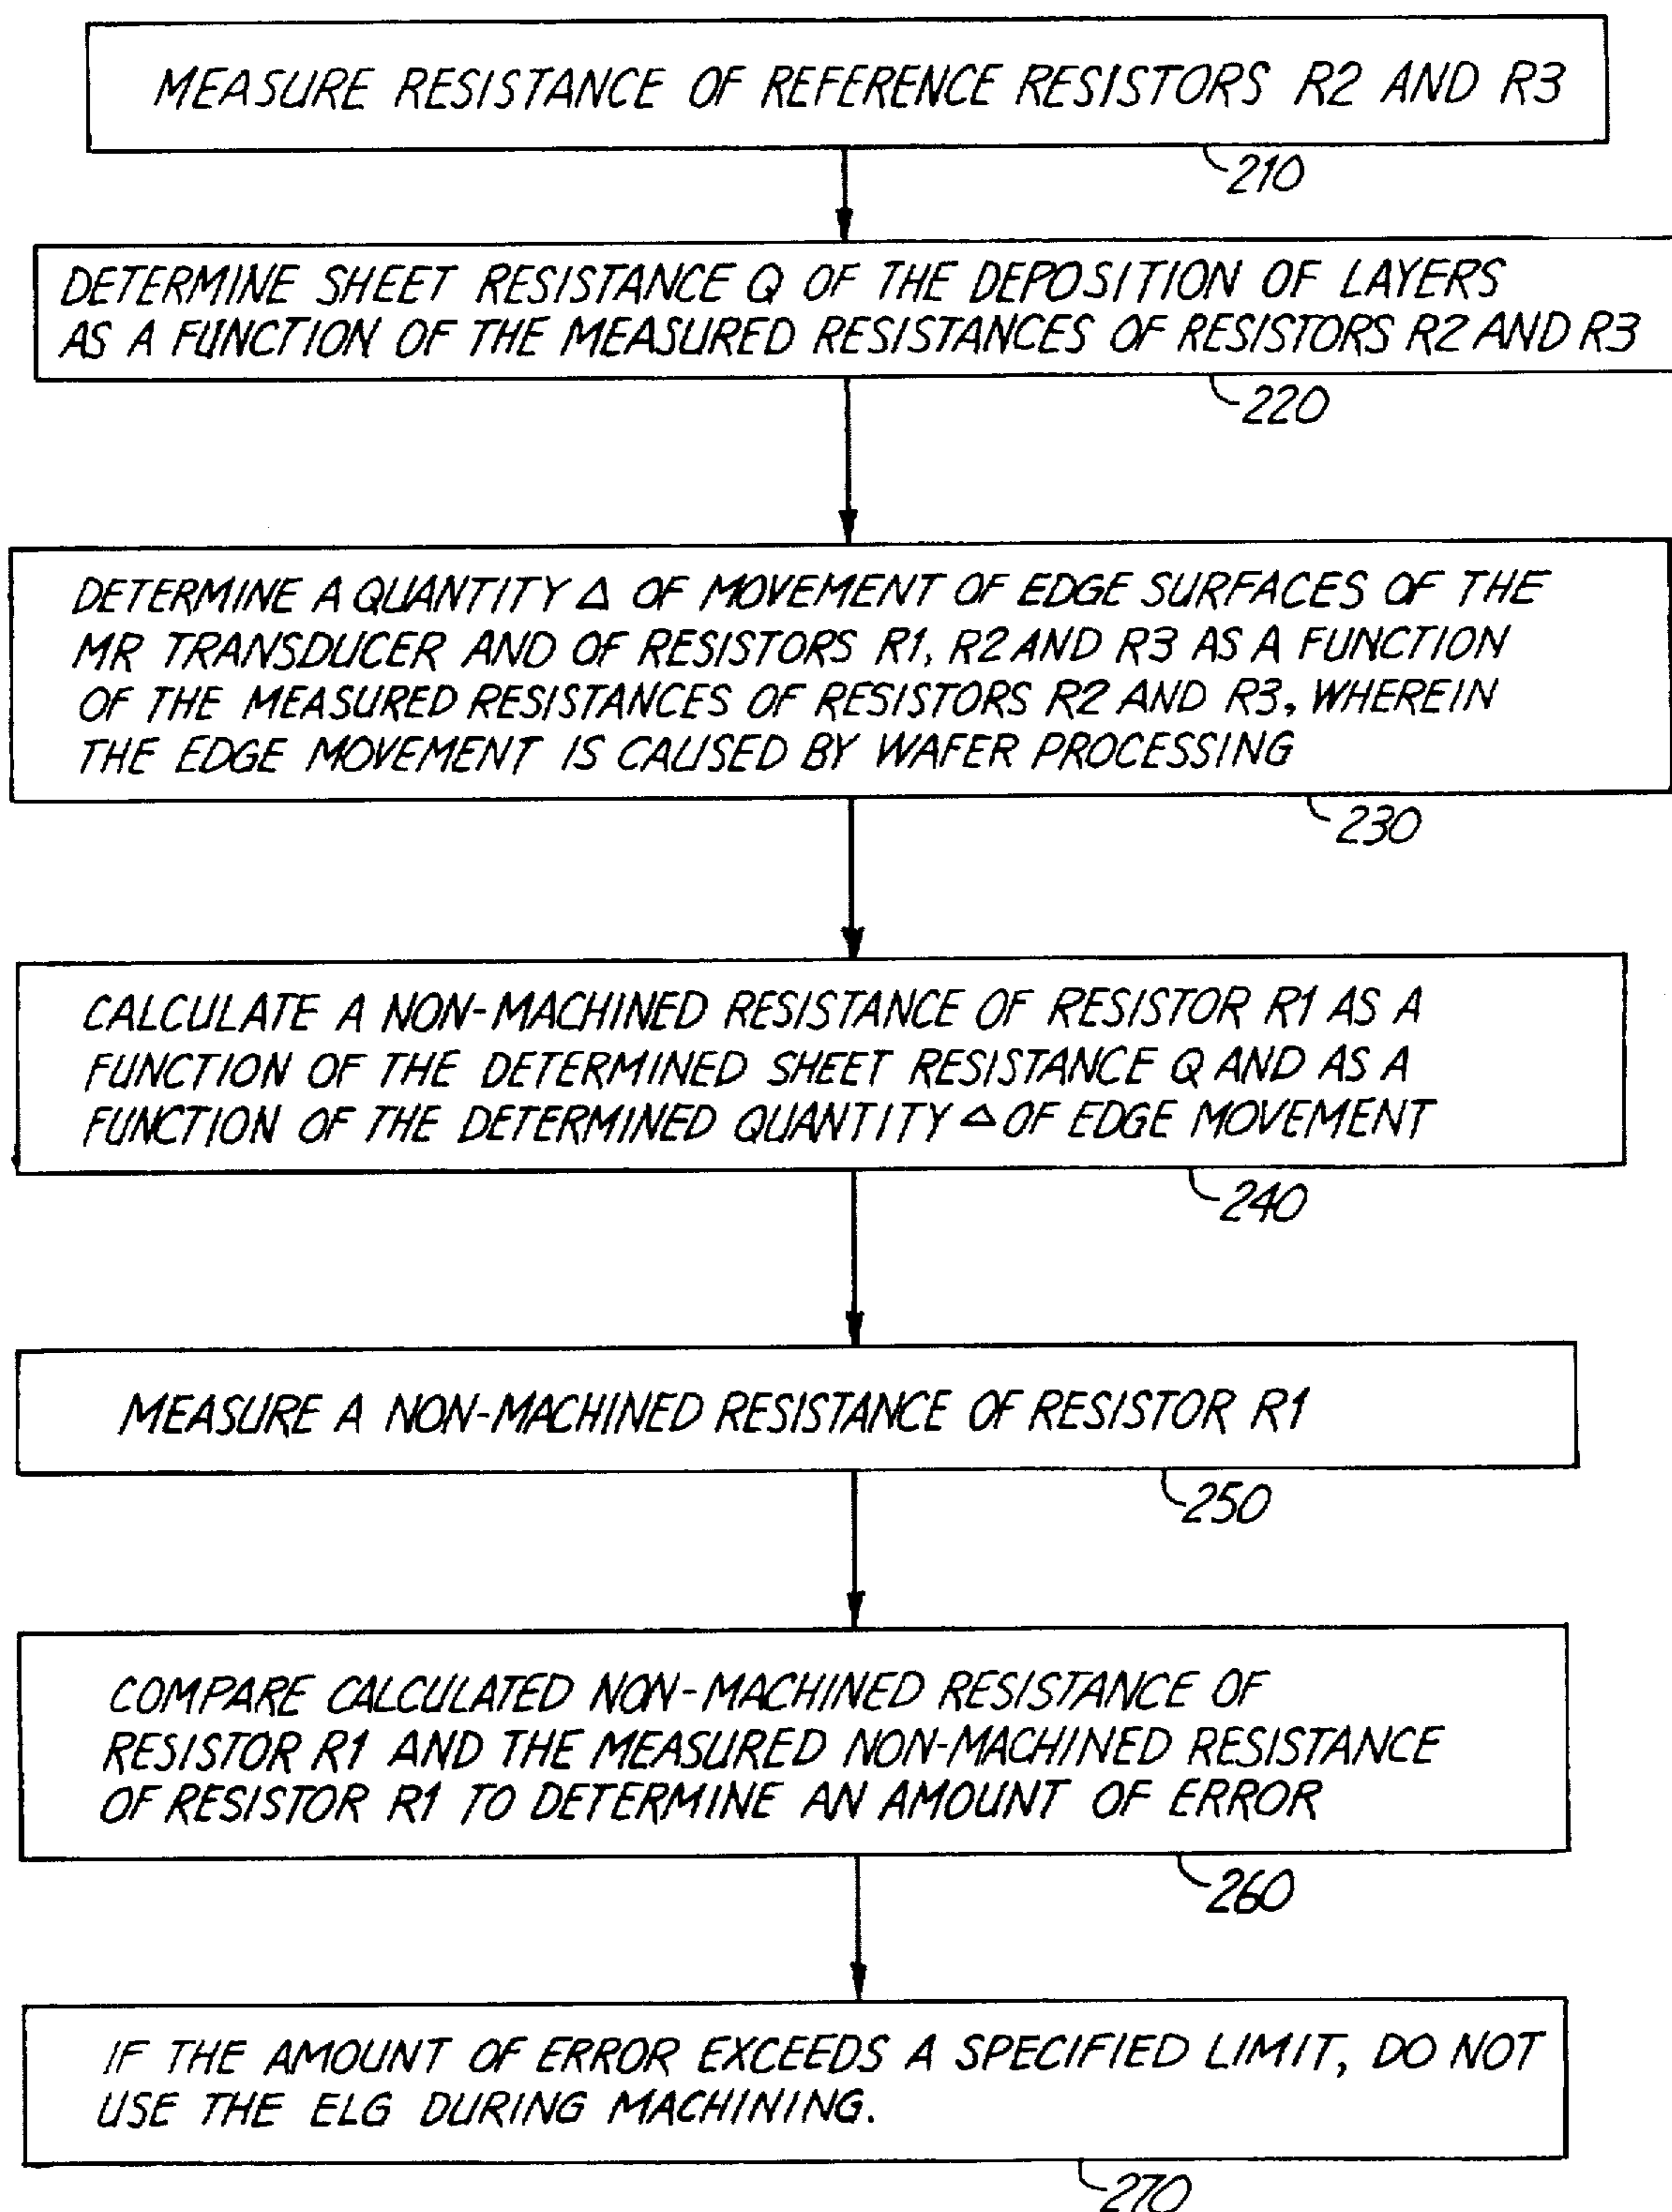 MEASURE RESISTANCE OF REFERENCE RESISTORS R2 AND R3
210
DETERMINE SHEET RESISTANCE Q OF THE DEPOSITION OF LAYERS
AS A FUNCTION OF THE MEASURED RESISTANCES OF RESISTORS R2 AND R3
220
DETERMINE A QUANTITY Δ OF MOVEMENT OF EDGE SURFACES OF THE
MR TRANSDUCER AND OF RESISTORS R1, R2 AND R3 AS A FUNCTION
OF THE MEASURED RESISTANCES OF RESISTORS R2 AND R3, WHEREIN
THE EDGE MOVEMENT IS CAUSED BY WAFER PROCESSING
230
CALCULATE A NON-MACHINED RESISTANCE OF RESISTOR R1 AS A
FUNCTION OF THE DETERMINED SHEET RESISTANCE Q AND AS A
FUNCTION OF THE DETERMINED QUANTITY Δ OF EDGE MOVEMENT
240
MEASURE A NON-MACHINED RESISTANCE OF RESISTOR R1
250
COMPARE CALCULATED NON-MACHINED RESISTANCE OF
RESISTOR R1 AND THE MEASURED NON-MACHINED RESISTANCE
OF RESISTOR R1 TO DETERMINE AN AMOUNT OF ERROR
260
IF THE AMOUNT OF ERROR EXCEEDS A SPECIFIED LIMIT, DO NOT
USE THE ELG DURING MACHINING.
270